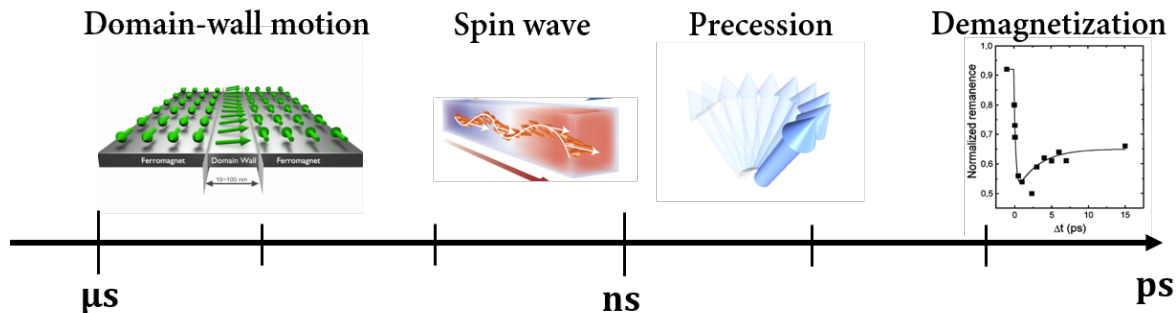 Domain-wall motion
Spin wave
Precession
Demagnetization
Ferromagnet
Domain Wall
Ferromagnet
10~100 nm
Normalized remanence
1,0
0,9
0,8
0,7
0,6
0,5
0 5 10 15
Δt (ps)
μs
ns
ps